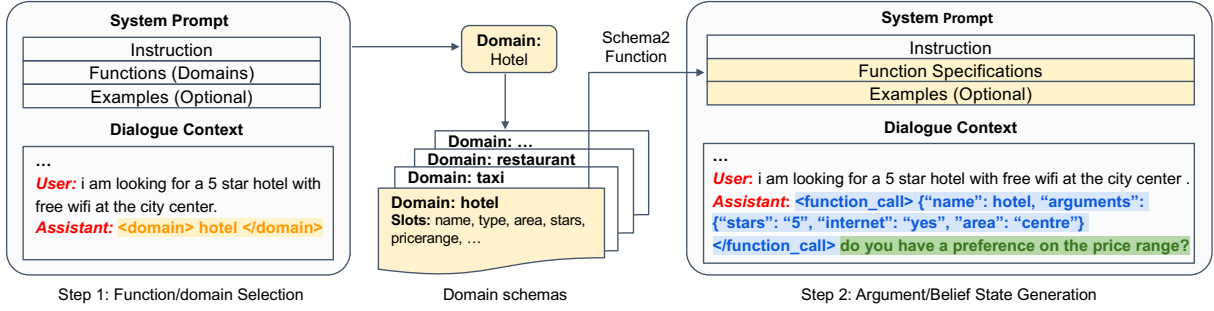 System Prompt
Instruction
Functions (Domains)
Examples (Optional)
Dialogue Context
...
User: i am looking for a 5 star hotel with
free wifi at the city center.
Assistant: <domain> hotel </domain>
Step 1: Function/domain Selection
Domain:
Hotel
Domain: ...
Domain: restaurant
Domain: taxi
Domain: hotel
Slots: name, type, area, stars,
pricerange, ...
Domain schemas
Schema2
Function
System Prompt
Instruction
Function Specifications
Examples (Optional)
Dialogue Context
...
User: i am looking for a 5 star hotel with free wifi at the city center .
Assistant: <function_call> {“name”: hotel, “arguments”:
{“stars”: “5”, “internet”: “yes”, ”area”: “centre”}
</function_call> do you have a preference on the price range?
Step 2: Argument/Belief State Generation